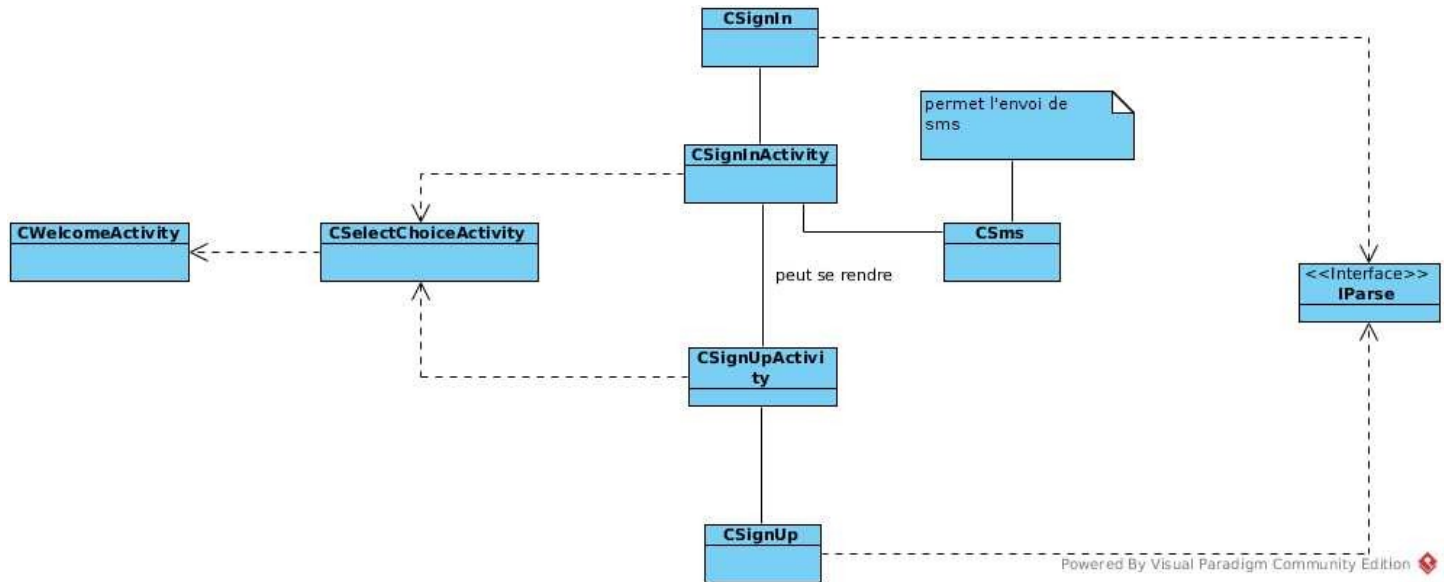 CSignIn
permet l'envoi de
sms
CSignInActivity
CWelcomeActivity
CSelectChoiceActivity
CSms
peut se rendre
<<Interface>>
IParse
CSignUpActivi
ty
CSignUp
Powered By Visual Paradigm Community Edition